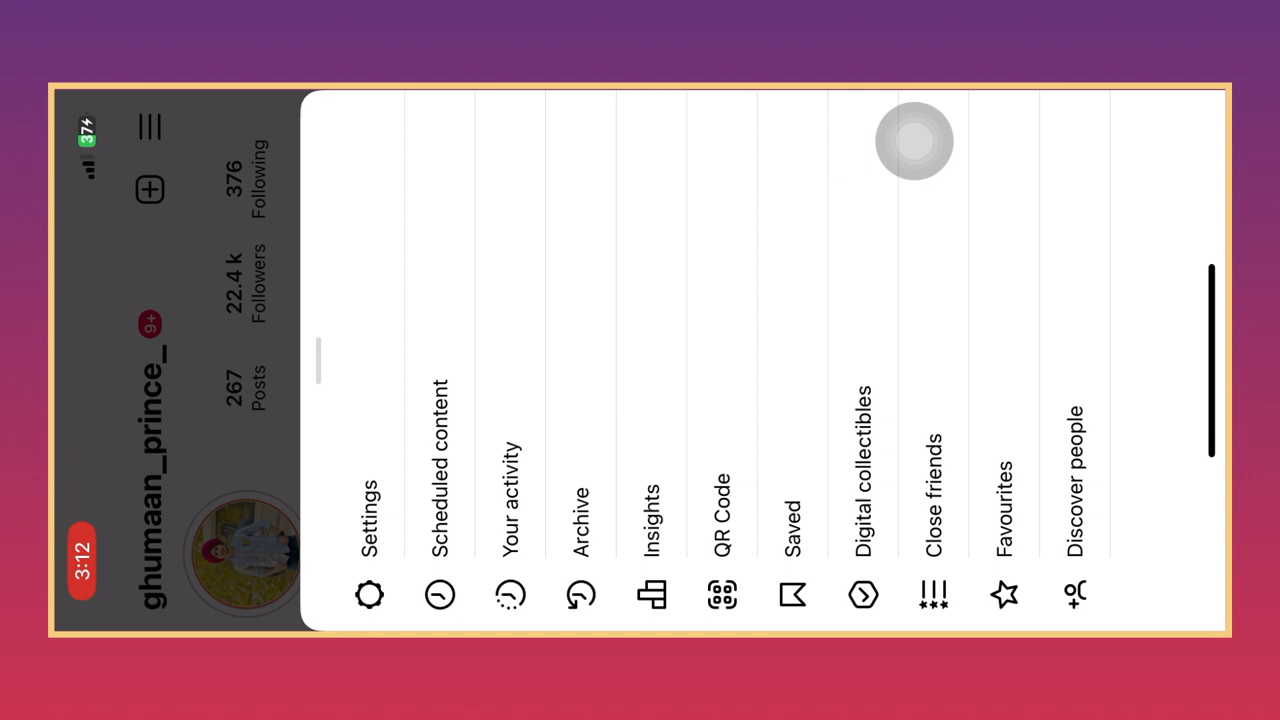 3:12
37
ghumaan_prince_ 9+
267 22.4 k 376
Posts Followers Following
Settings
Scheduled content
Your activity
Archive
Insights
QR Code
Saved
Digital collectibles
Close friends
Favourites
Discover people